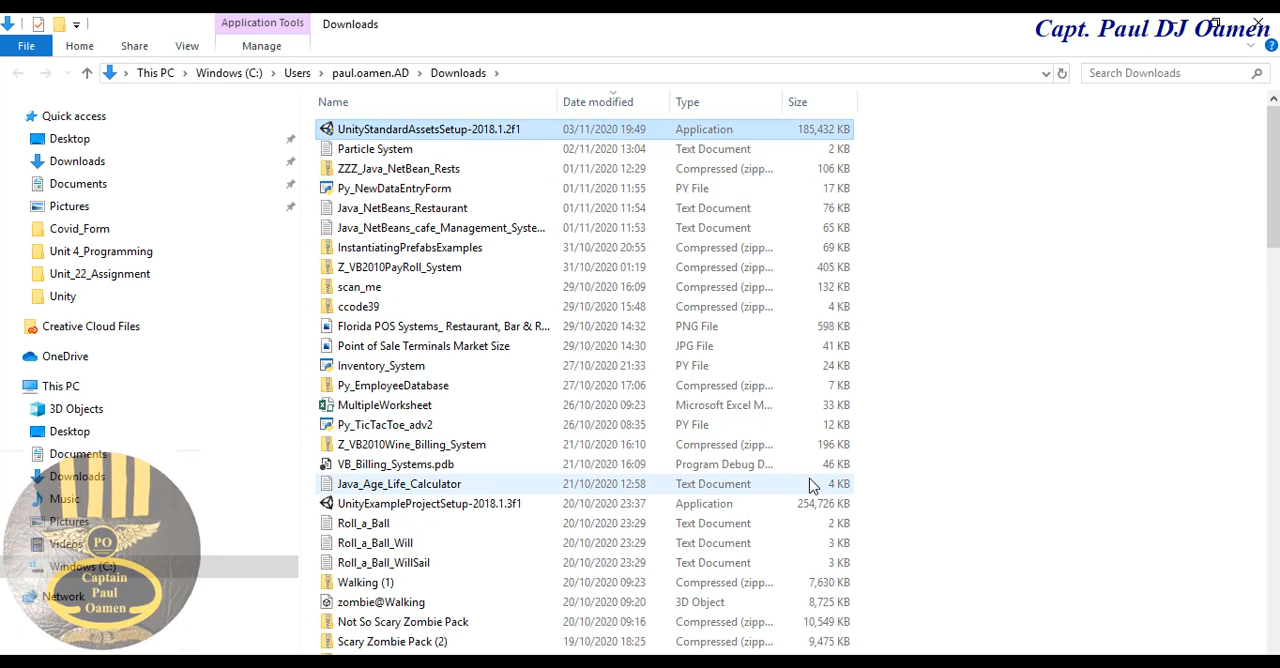 Application Tools
Downloads
Capt. Paul DJ Oamen
File
Home
Share
View
Manage
This PC
Windows (C:)
Users
paul.oamen.AD
Downloads
Search Downloads
Name
Date modified
Type
Size
Quick access
Desktop
Downloads
Documents
Pictures
Covid_Form
Unit 4_Programming
Unit_22_Assignment
Unity
Creative Cloud Files
OneDrive
This PC
3D Objects
Desktop
Documents
Downloads
Music
Pictures
Videos
Windows (C:)
Network
PO
Captain
Paul
Oamen
UnityStandardAssetsSetup-2018.1.2f1 03/11/2020 19:49 Application 185,432 KB
Particle System 02/11/2020 13:04 Text Document 2 KB
ZZZ_Java_NetBean_Rests 01/11/2020 12:29 Compressed (zipp... 106 KB
Py_NewDataEntryForm 01/11/2020 11:55 PY File 17 KB
Java_NetBeans_Restaurant 01/11/2020 11:54 Text Document 76 KB
Java_NetBeans_cafe_Management_Syste... 01/11/2020 11:53 Text Document 65 KB
InstantiatingPrefabsExamples 31/10/2020 20:55 Compressed (zipp... 69 KB
Z_VB2010PayRoll_System 31/10/2020 01:19 Compressed (zipp... 405 KB
scan_me 29/10/2020 16:09 Compressed (zipp... 132 KB
ccode39 29/10/2020 15:48 Compressed (zipp... 4 KB
Florida POS Systems_ Restaurant, Bar & R... 29/10/2020 14:32 PNG File 598 KB
Point of Sale Terminals Market Size 29/10/2020 14:30 JPG File 41 KB
Inventory_System 27/10/2020 21:33 PY File 24 KB
Py_EmployeeDatabase 27/10/2020 17:06 Compressed (zipp... 7 KB
MultipleWorksheet 26/10/2020 09:23 Microsoft Excel M... 33 KB
Py_TicTacToe_adv2 26/10/2020 08:35 PY File 12 KB
Z_VB2010Wine_Billing_System 21/10/2020 16:10 Compressed (zipp... 196 KB
VB_Billing_Systems.pdb 21/10/2020 16:09 Program Debug D... 46 KB
Java_Age_Life_Calculator 21/10/2020 12:58 Text Document 4 KB
UnityExampleProjectSetup-2018.1.3f1 20/10/2020 23:37 Application 254,726 KB
Roll_a_Ball 20/10/2020 23:29 Text Document 2 KB
Roll_a_Ball_Will 20/10/2020 23:29 Text Document 3 KB
Roll_a_Ball_WillSail 20/10/2020 23:29 Text Document 3 KB
Walking (1) 20/10/2020 09:23 Compressed (zipp... 7,630 KB
zombie@Walking 20/10/2020 09:20 3D Object 8,725 KB
Not So Scary Zombie Pack 20/10/2020 09:16 Compressed (zipp... 10,549 KB
Scary Zombie Pack (2) 19/10/2020 18:25 Compressed (zipp... 9,475 KB